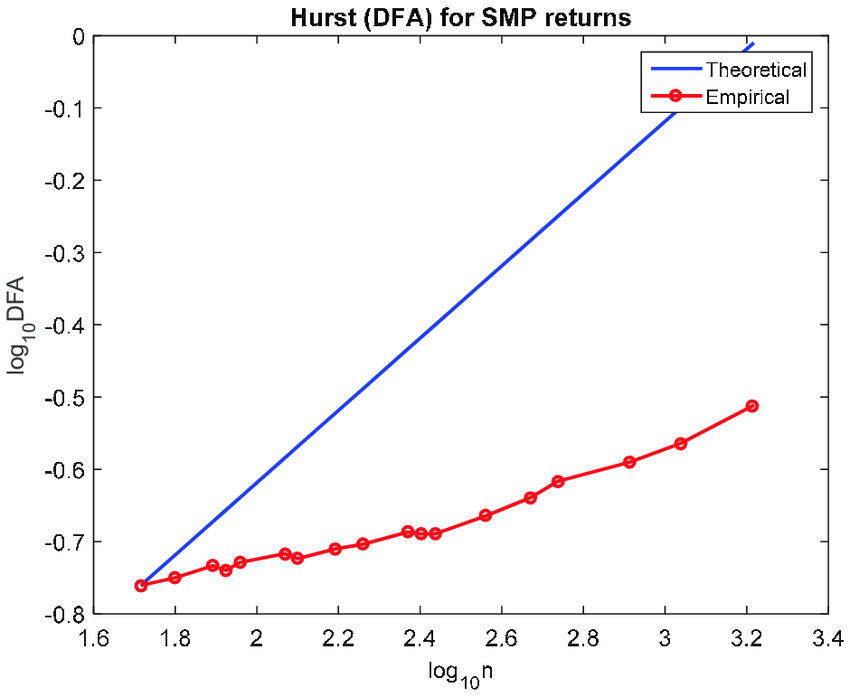 Hurst (DFA) for SMP returns
0
-0.1
-0.2
-0.3
-0.4
-0.5
-0.6
-0.7
-0.8
log10DFA
Theoretical
Empirical
1.6 1.8 2 2.2 2.4 2.6 2.8 3 3.2 3.4
log10n